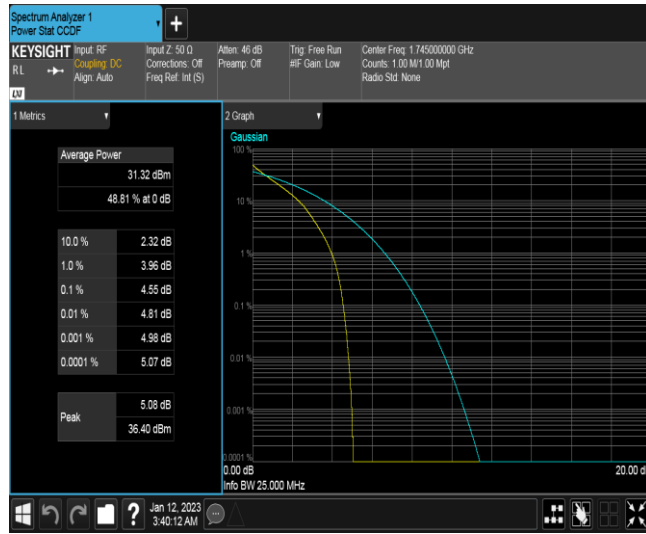 Spectrum Analyzer 1
Power Stat CCDF
+
KEYSIGHT
RL
LXI
Input: RF
Coupling: DC
Align: Auto
Input Z: 50 Ω
Corrections: Off
Freq Ref: Int (S)
Atten: 46 dB
Preamp: Off
Trig: Free Run
#IF Gain: Low
Center Freq: 1.745000000 GHz
Counts: 1.00 M/1.00 Mpt
Radio Std: None
1 Metrics
Average Power
31.32 dBm
48.81 % at 0 dB
10.0 % 2.32 dB
1.0 % 3.96 dB
0.1 % 4.55 dB
0.01 % 4.81 dB
0.001 % 4.98 dB
0.0001 % 5.07 dB
Peak
5.08 dB
36.40 dBm
2 Graph
Gaussian
100 %
10 %
1 %
0.1 %
0.01 %
0.001 %
0.0001 %
0.00 dB
20.00 d
Info BW 25.000 MHz
?
Jan 12, 2023
3:40:12 AM